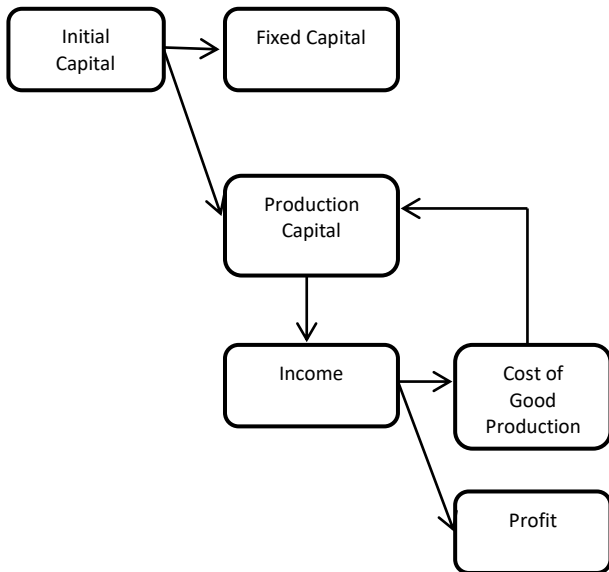 Initial
Capital
Fixed Capital
Production
Capital
Income
Cost of
Good
Production
Profit